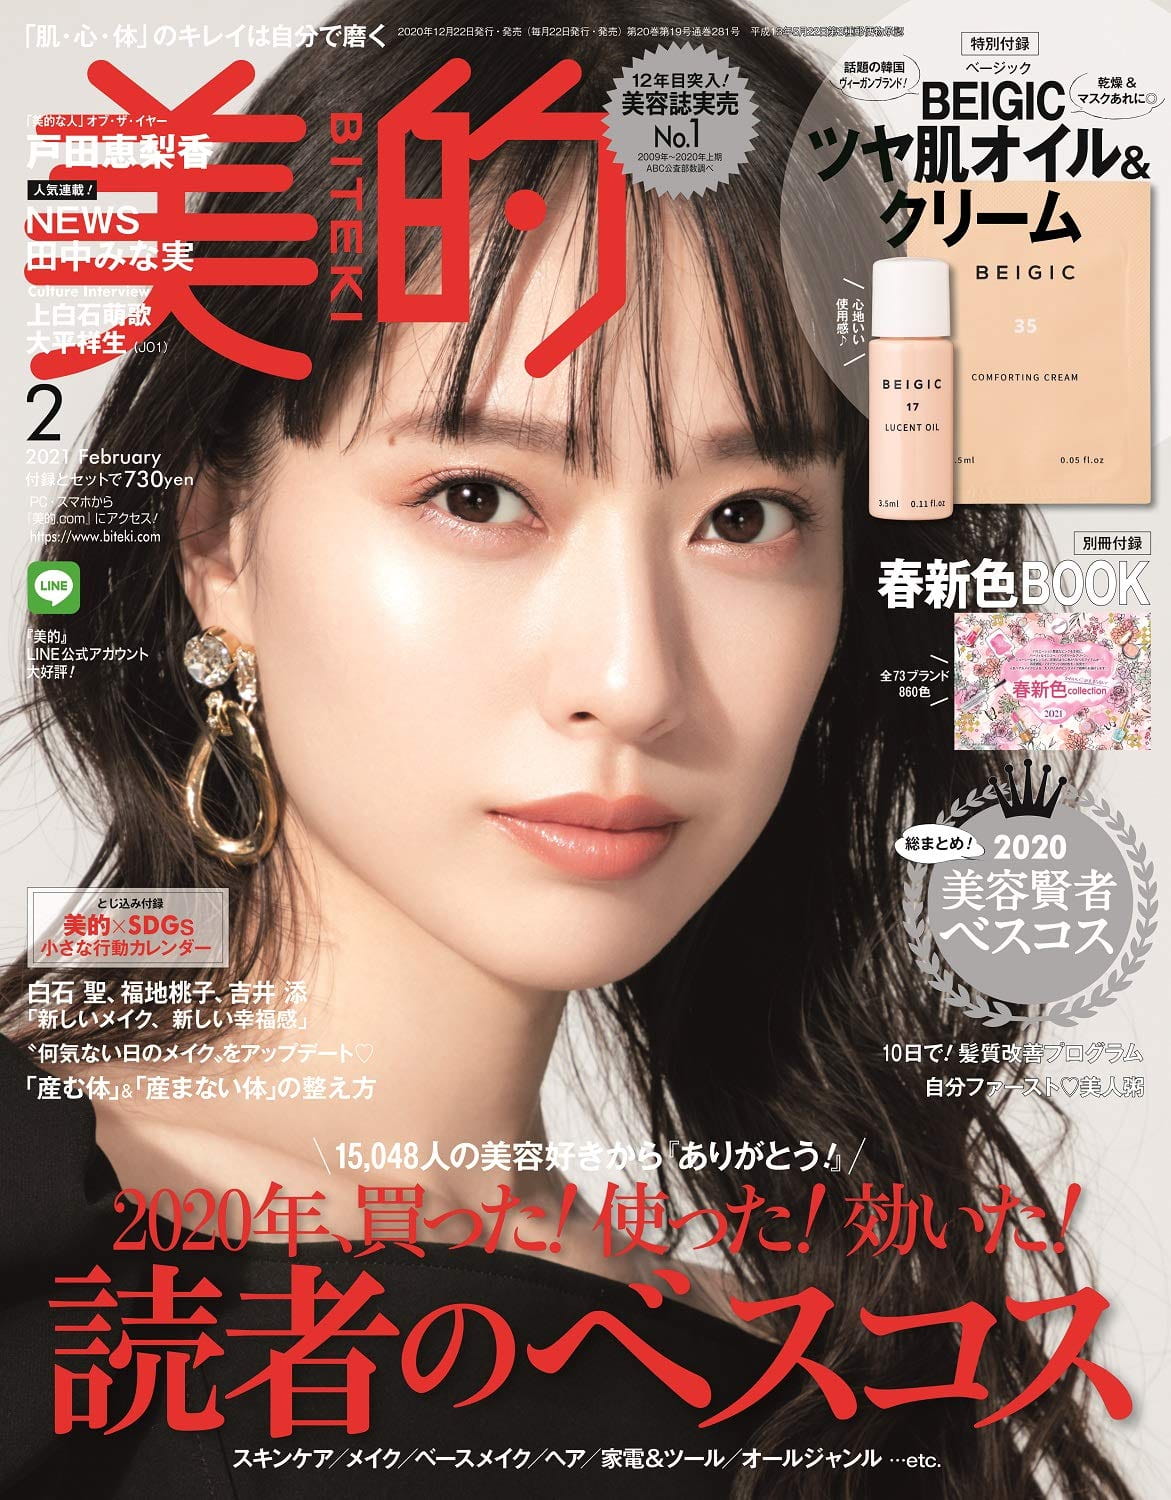 「肌・心・体」のキレイは自分で磨く
2020年12月22日発行・発売（毎月22日発行・発売）第20巻第19号通巻281号
美的
BITEKI
「美的な人」オブ・ザ・イヤー
戸田恵梨香
人気連載！
NEWS
田中みな実
Culture Interview
上白石萌歌
大平祥生（JO1）
2
2021 February
付録とセットで730yen
PC・スマホから
「美的.com」にアクセス！
https://www.biteki.com
LINE
『美的』
LINE公式アカウント
大好評！
12年目突入！
美容誌実売
No.1
2009年〜2020年上期
ABC公査部数調べ
特別付録
話題の韓国
ヴィーガンブランド！
ベージック
BEIGIC
乾燥＆
マスクあれに◎
ツヤ肌オイル&
クリーム
心地いい
使用感♪
BEIGIC
35
COMFORTING CREAM
.5ml 0.05 fl.oz
BEIGIC
17
LUCENT OIL
3.5ml 0.11 fl.oz
別冊付録
春新色BOOK
全73ブランド
860色
春新色collection
2021
総まとめ！
2020
美容賢者
ベスコス
とじ込み付録
美的×SDGs
小さな行動カレンダー
白石 聖、福地桃子、吉井 添
「新しいメイク、新しい幸福感」
〝何気ない日のメイク〟をアップデート♡
「産む体」&「産まない体」の整え方
10日で！髪質改善プログラム
自分ファースト♡美人粥
15,048人の美容好きから『ありがとう！』
2020年、買った！使った！効いた！
読者のベスコス
スキンケア／メイク／ベースメイク／ヘア／家電&ツール／オールジャンル …etc.